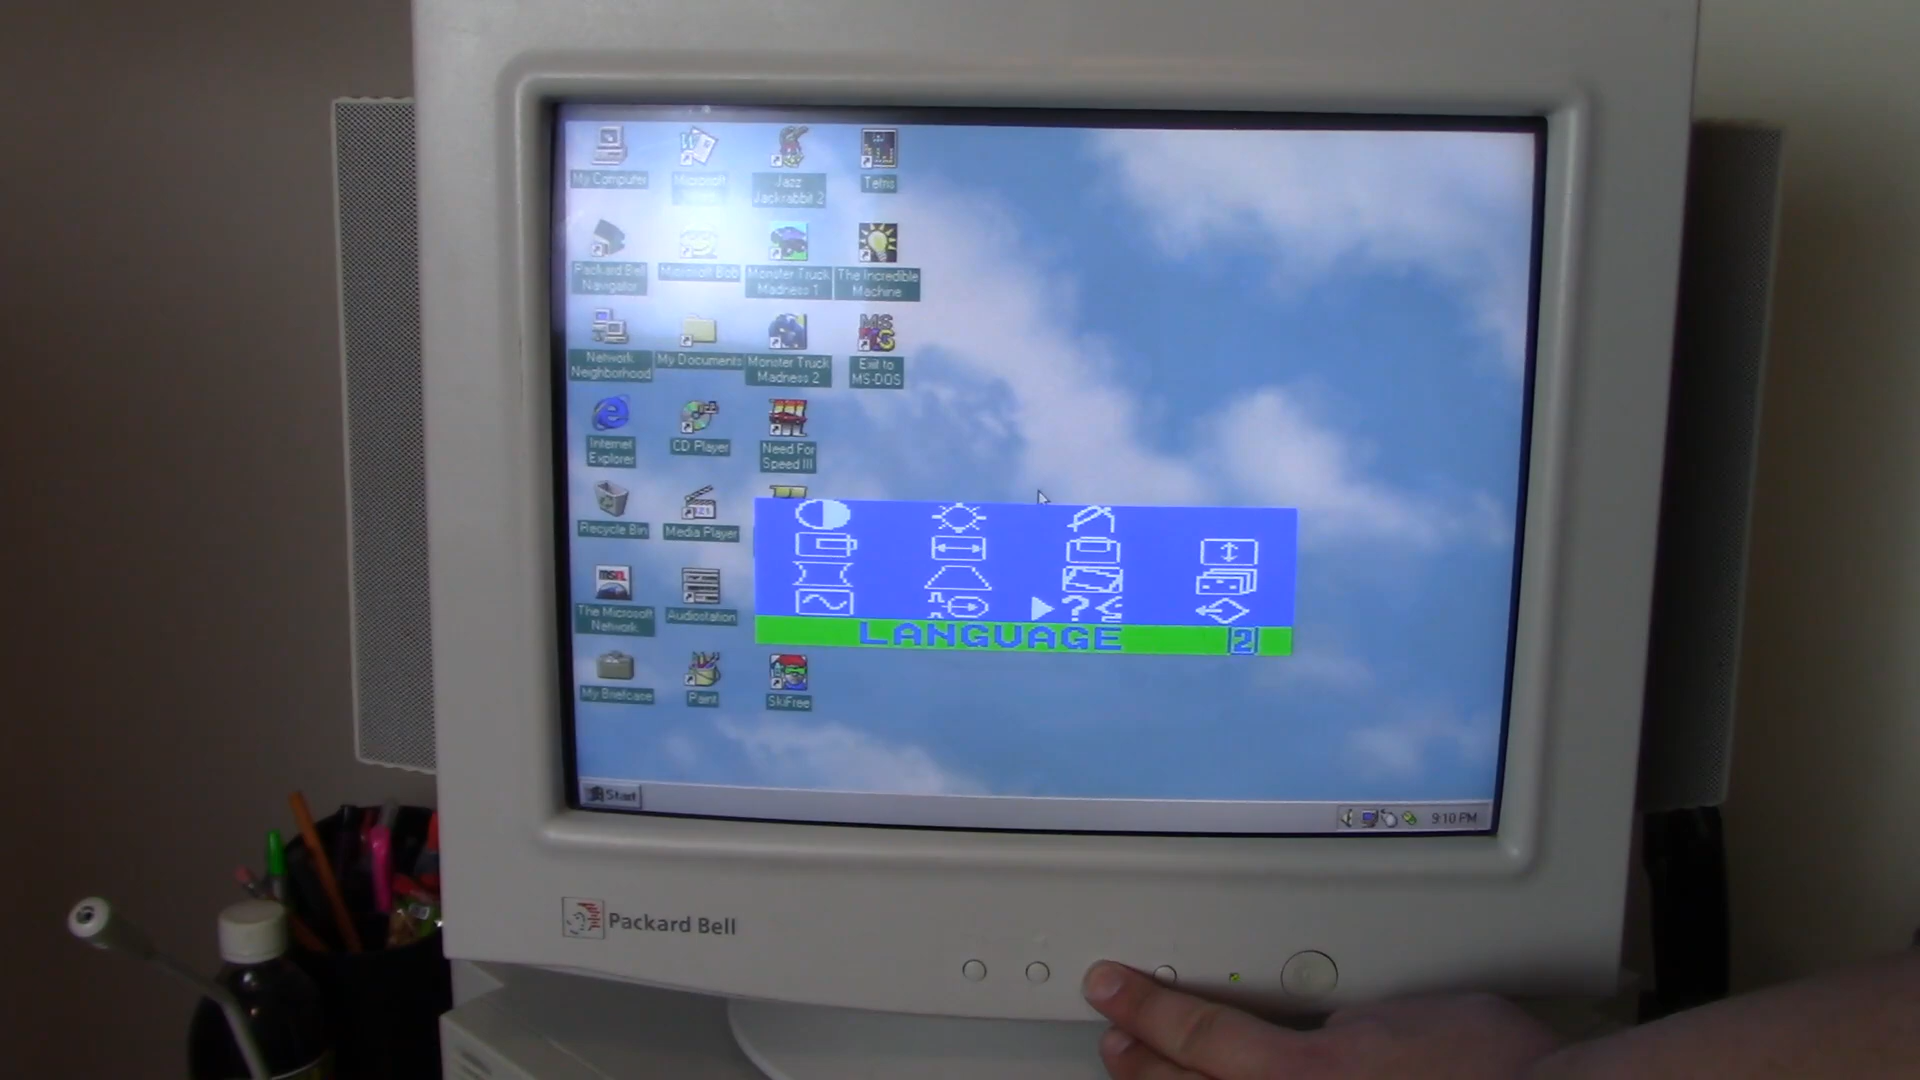 My Computer
Microsoft
Jazz
Jackrabbit 2
Tetris
Packard Bell
Navigator
Microsoft Bob
Monster Truck
Madness 1
The Incredible
Machine
Network
Neighborhood
My Documents
Monster Truck
Madness 2
MS
Exit to
MS-DOS
Internet
Explorer
CD Player
Need For
Speed III
Recycle Bin
Media Player
msn
The Microsoft
Network
Audiostation
? <
LANGUAGE 2
My Briefcase
Paint
SkiFree
Start
9:10 PM
Packard Bell